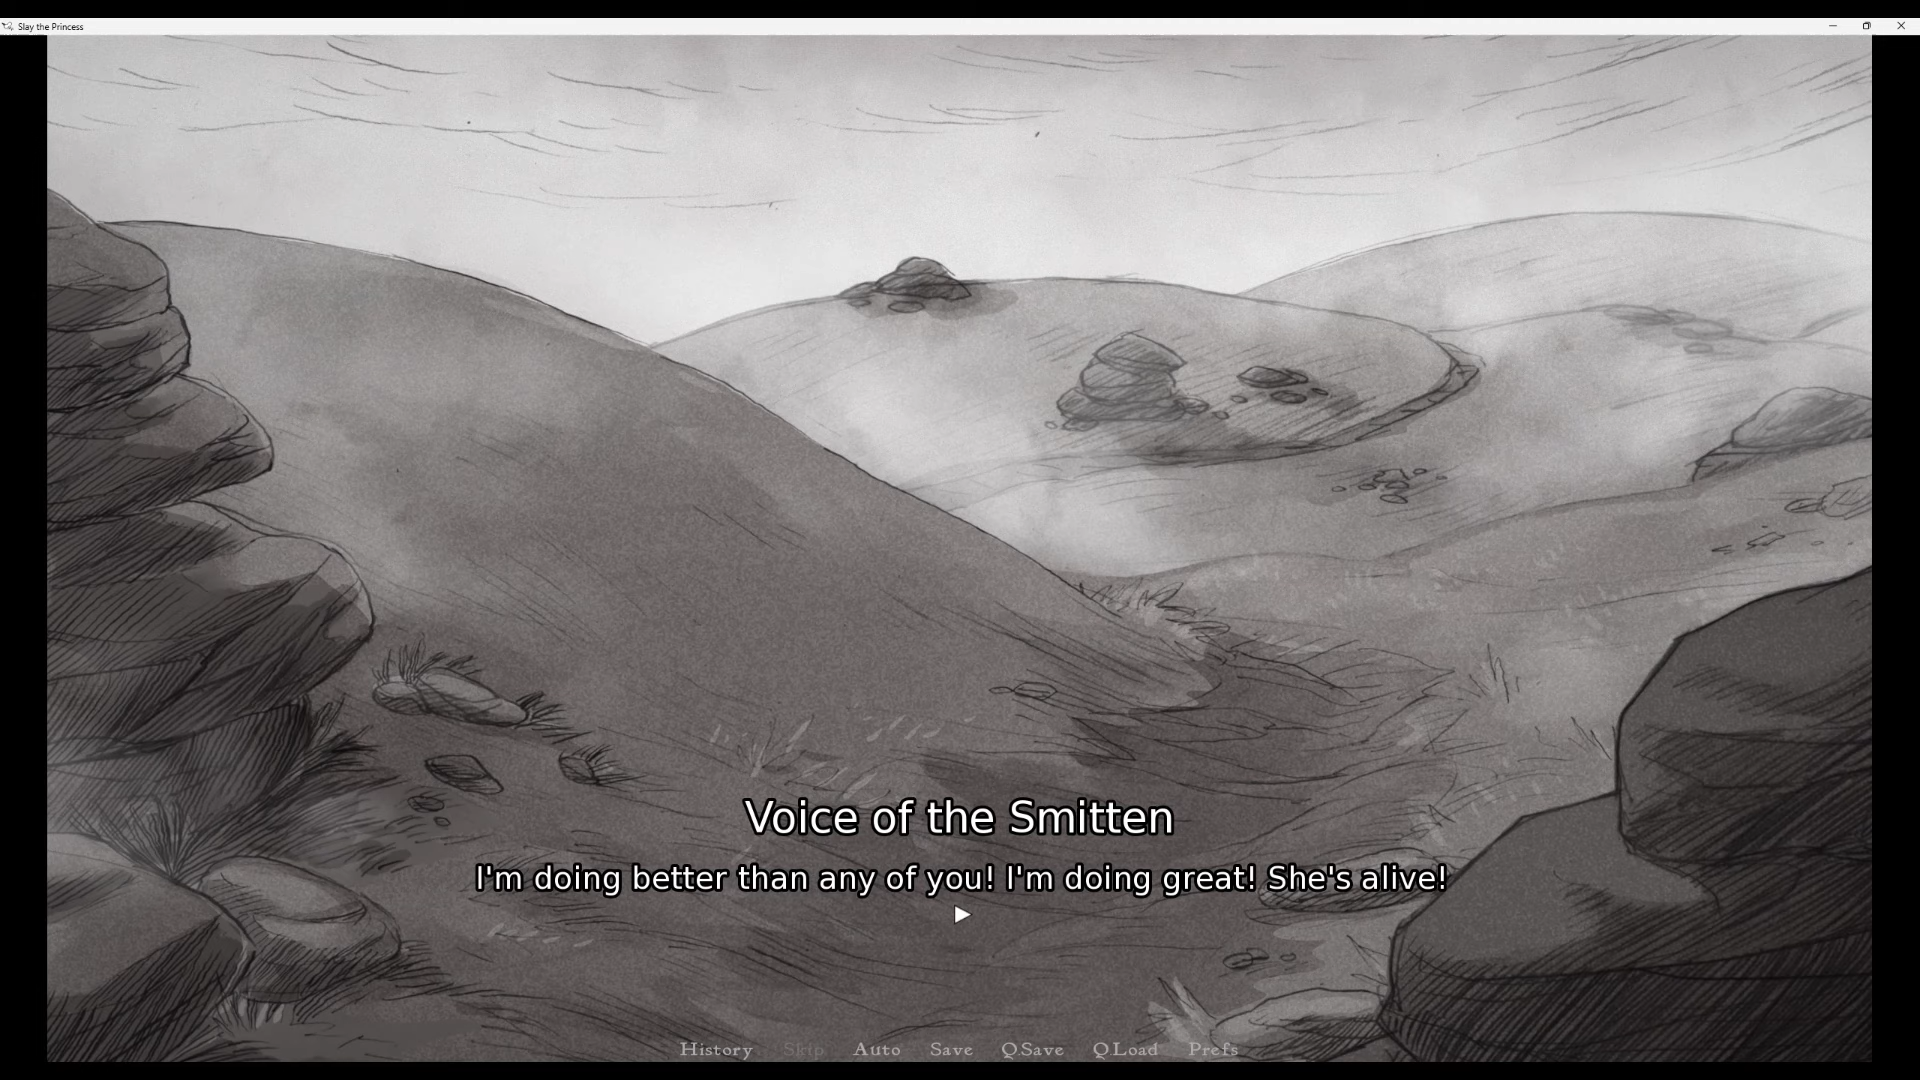 Slay the Princess
Voice of the Smitten
I'm doing better than any of you! I'm doing great! She's alive!
History Skip Auto Save Q.Save Q.Load Prefs